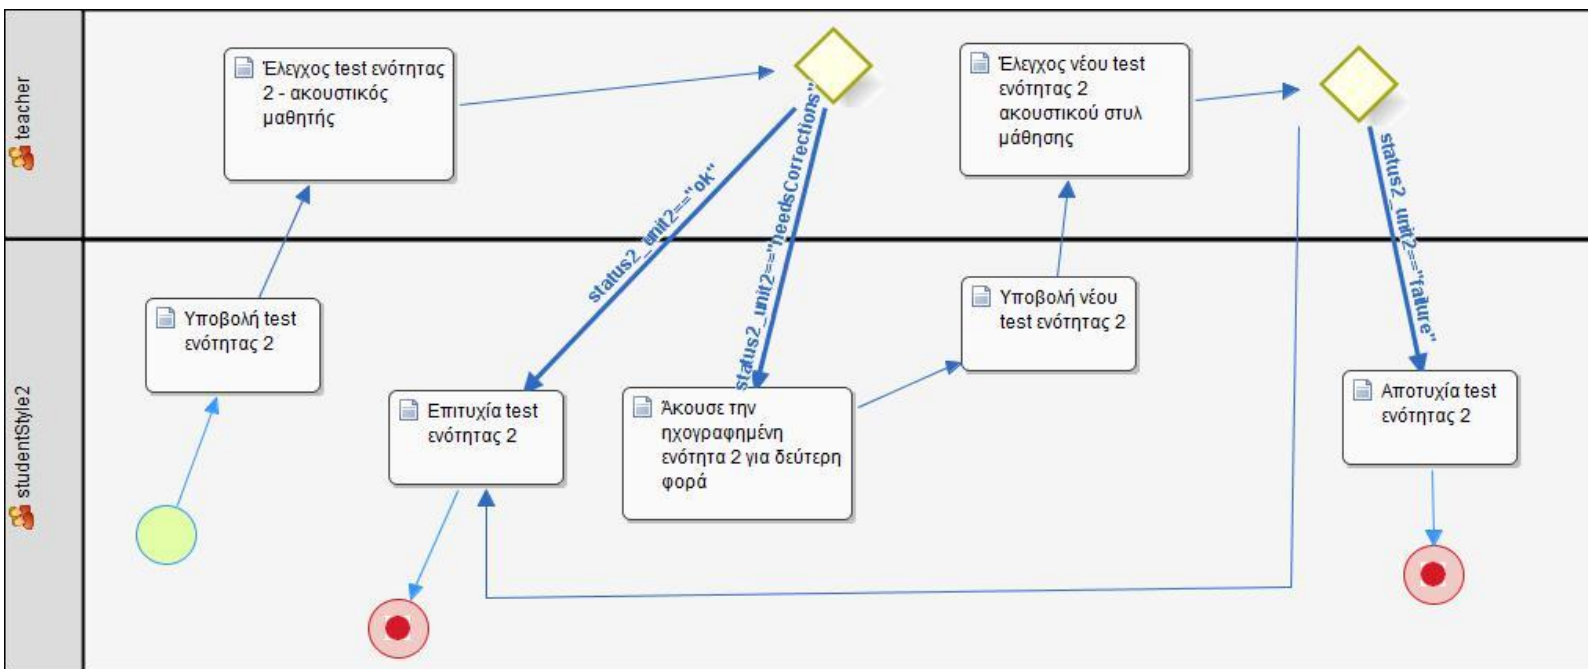 teacher
Έλεγχος test ενότητας
2 - ακουστικός
μαθητής
Έλεγχος νέου test
ενότητας 2
ακουστικού στυλ
μάθησης
status2_unit2=="ok"
status2_unit2=="needsCorrections"
status2_unit2=="failure"
studentStyle2
Υποβολή test
ενότητας 2
Επιτυχία test
ενότητας 2
Άκουσε την
ηχογραφημένη
ενότητα 2 για δεύτερη
φορά
Υποβολή νέου
test ενότητας 2
Αποτυχία test
ενότητας 2